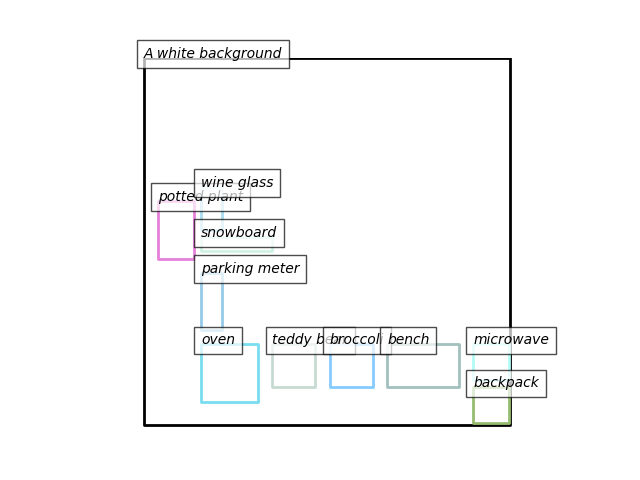 A white background
wine glass
potted plant
snowboard
parking meter
oven
teddy bear
broccoli
bench
microwave
backpack